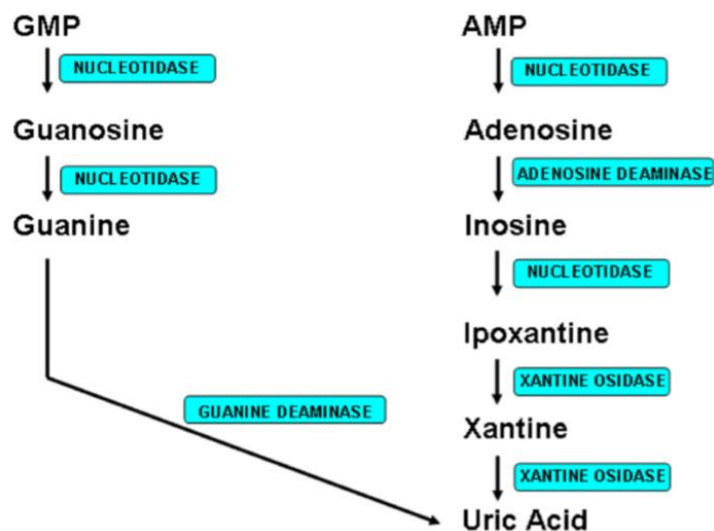 GMP
NUCLEOTIDASE
Guanosine
NUCLEOTIDASE
Guanine
GUANINE DEAMINASE
AMP
NUCLEOTIDASE
Adenosine
ADENOSINE DEAMINASE
Inosine
NUCLEOTIDASE
Ipoxantine
XANTINE OSIDASE
Xantine
XANTINE OSIDASE
Uric Acid